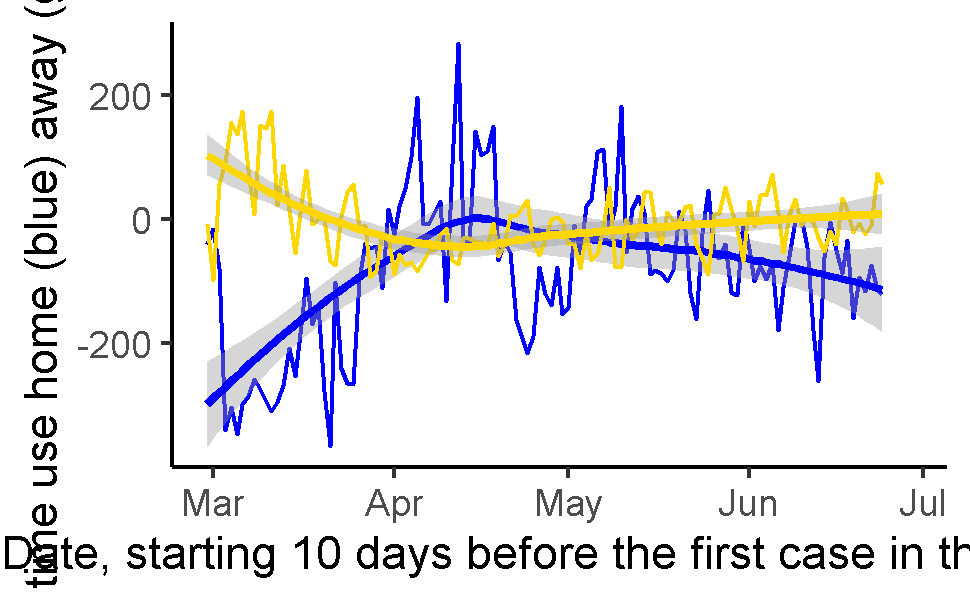 time use home (blue) away (
200
0
-200
Mar Apr May Jun Jul
Date, starting 10 days before the first case in th